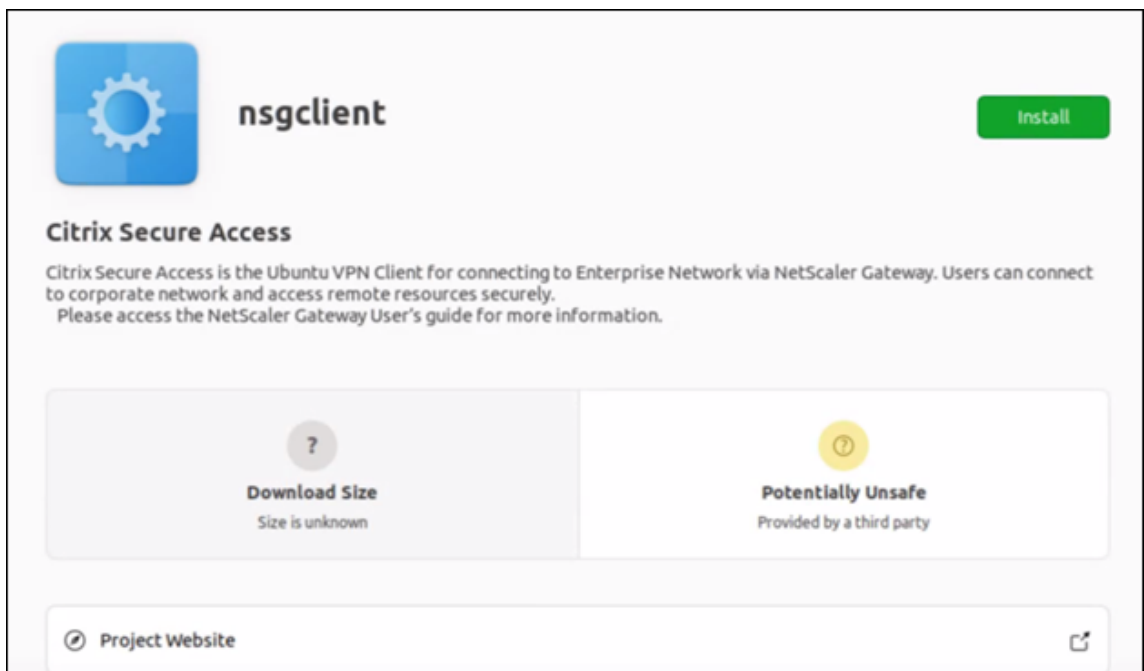 nsgclient
Install
Citrix Secure Access
Citrix Secure Access is the Ubuntu VPN Client for connecting to Enterprise Network via NetScaler Gateway. Users can connect
to corporate network and access remote resources securely.
Please access the NetScaler Gateway User's guide for more information.
?
Download Size
Size is unknown
?
Potentially Unsafe
Provided by a third party
Project Website